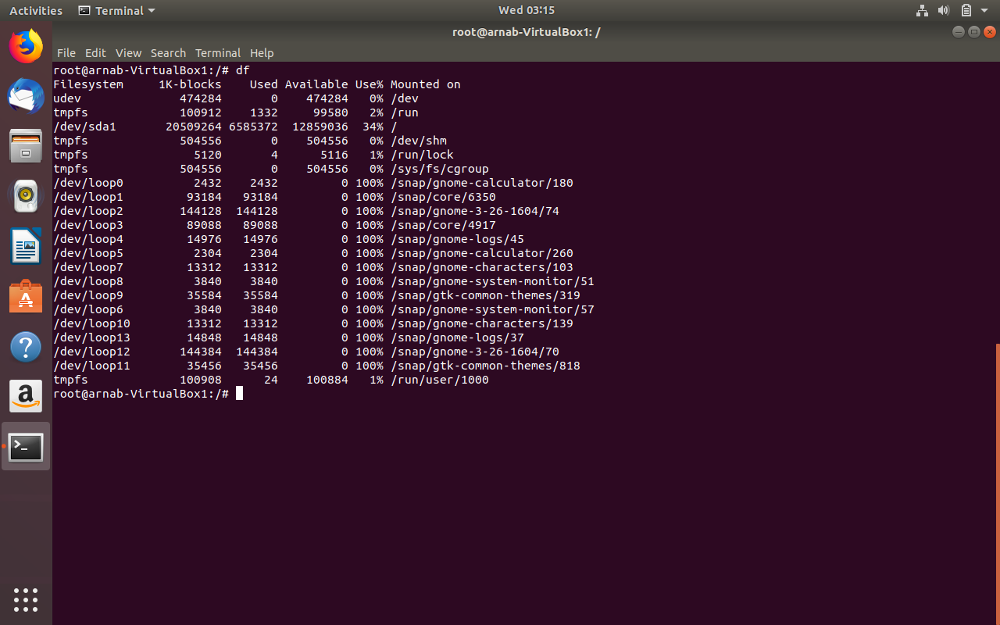 Activities Terminal Wed 03:15
root@arnab-VirtualBox1: /
File Edit View Search Terminal Help
root@arnab-VirtualBox1:/# df
Filesystem     1K-blocks    Used Available Use% Mounted on
udev              474284       0    474284   0% /dev
tmpfs             100912    1332     99580   2% /run
/dev/sda1       20509264 6585372  12859036  34% /
tmpfs             504556       0    504556   0% /dev/shm
tmpfs               5120       4      5116   1% /run/lock
tmpfs             504556       0    504556   0% /sys/fs/cgroup
/dev/loop0          2432    2432         0 100% /snap/gnome-calculator/180
/dev/loop1         93184   93184         0 100% /snap/core/6350
/dev/loop2        144128  144128         0 100% /snap/gnome-3-26-1604/74
/dev/loop3         89088   89088         0 100% /snap/core/4917
/dev/loop4         14976   14976         0 100% /snap/gnome-logs/45
/dev/loop5          2304    2304         0 100% /snap/gnome-calculator/260
/dev/loop7         13312   13312         0 100% /snap/gnome-characters/103
/dev/loop8          3840    3840         0 100% /snap/gnome-system-monitor/51
/dev/loop9         35584   35584         0 100% /snap/gtk-common-themes/319
/dev/loop6          3840    3840         0 100% /snap/gnome-system-monitor/57
/dev/loop10        13312   13312         0 100% /snap/gnome-characters/139
/dev/loop13        14848   14848         0 100% /snap/gnome-logs/37
/dev/loop12       144384  144384         0 100% /snap/gnome-3-26-1604/70
/dev/loop11        35456   35456         0 100% /snap/gtk-common-themes/818
tmpfs             100908      24    100884   1% /run/user/1000
root@arnab-VirtualBox1:/#